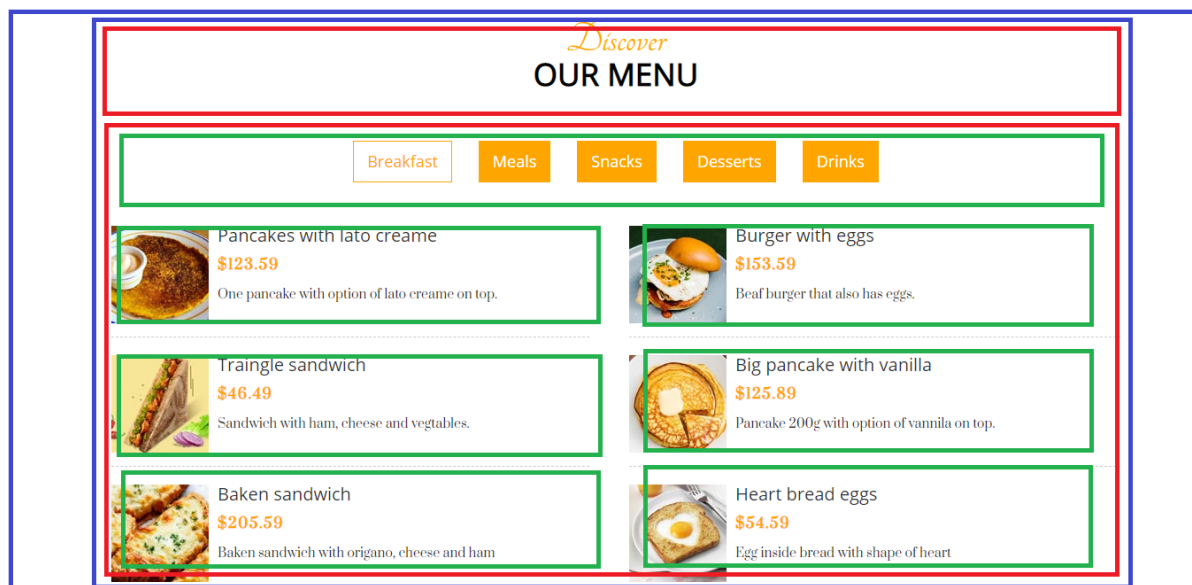 Discover
OUR MENU
Breakfast Meals Snacks Desserts Drinks
Pancakes with lato creame
$123.59
One pancake with option of lato creame on top.
Burger with eggs
$153.59
Beaf burger that also has eggs.
Traingle sandwich
$46.49
Sandwich with ham, cheese and vegtables.
Big pancake with vanilla
$125.89
Pancake 200g with option of vannila on top.
Baken sandwich
$205.59
Baken sandwich with origano, cheese and ham
Heart bread eggs
$54.59
Egg inside bread with shape of heart